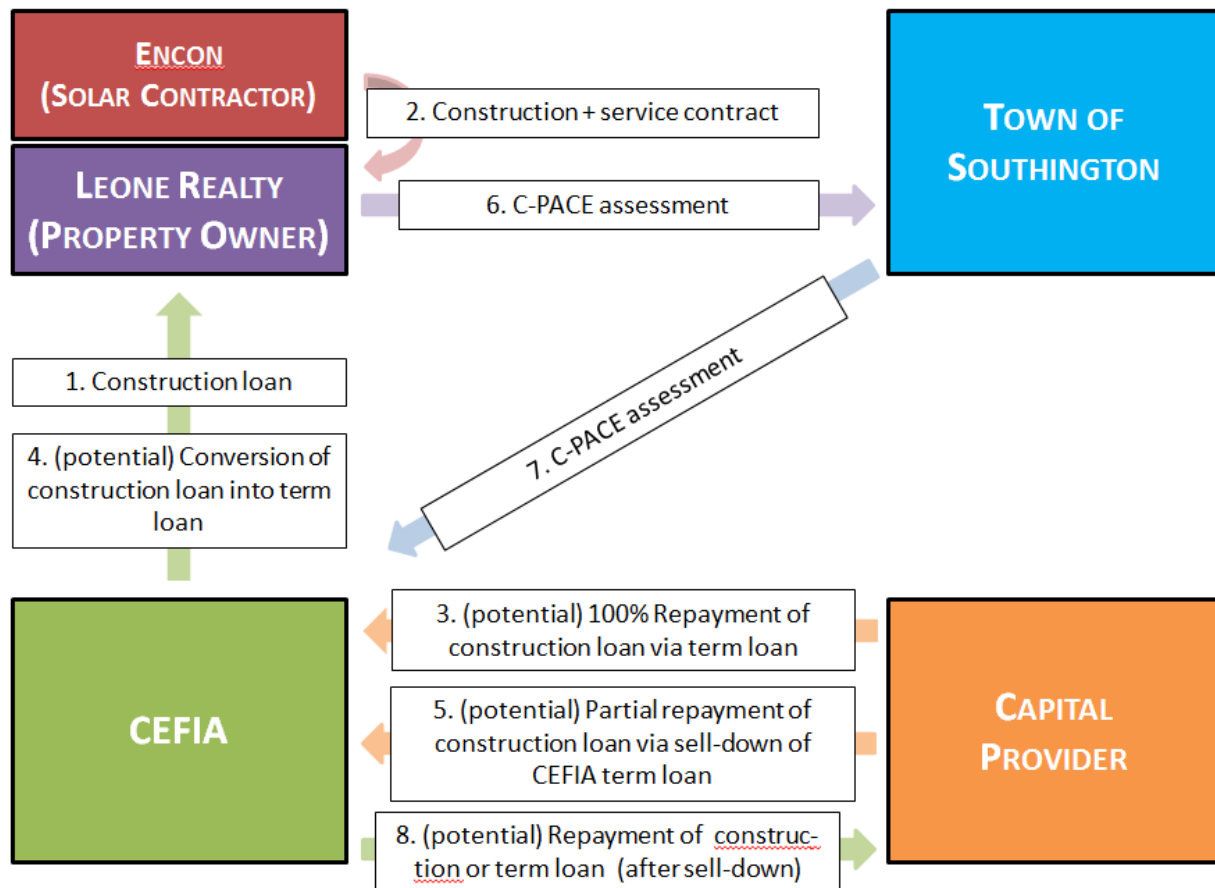 ENCON
(SOLAR CONTRACTOR)
2. Construction + service contract
TOWN OF
SOUTHINGTON
LEONE REALTY
(PROPERTY OWNER)
6. C-PACE assessment
1. Construction loan
4. (potential) Conversion of
construction loan into term
loan
7. C-PACE assessment
CEFIA
3. (potential) 100% Repayment of
construction loan via term loan
5. (potential) Partial repayment of
construction loan via sell-down of
CEFIA term loan
8. (potential) Repayment of construc-
tion or term loan (after sell-down)
CAPITAL
PROVIDER